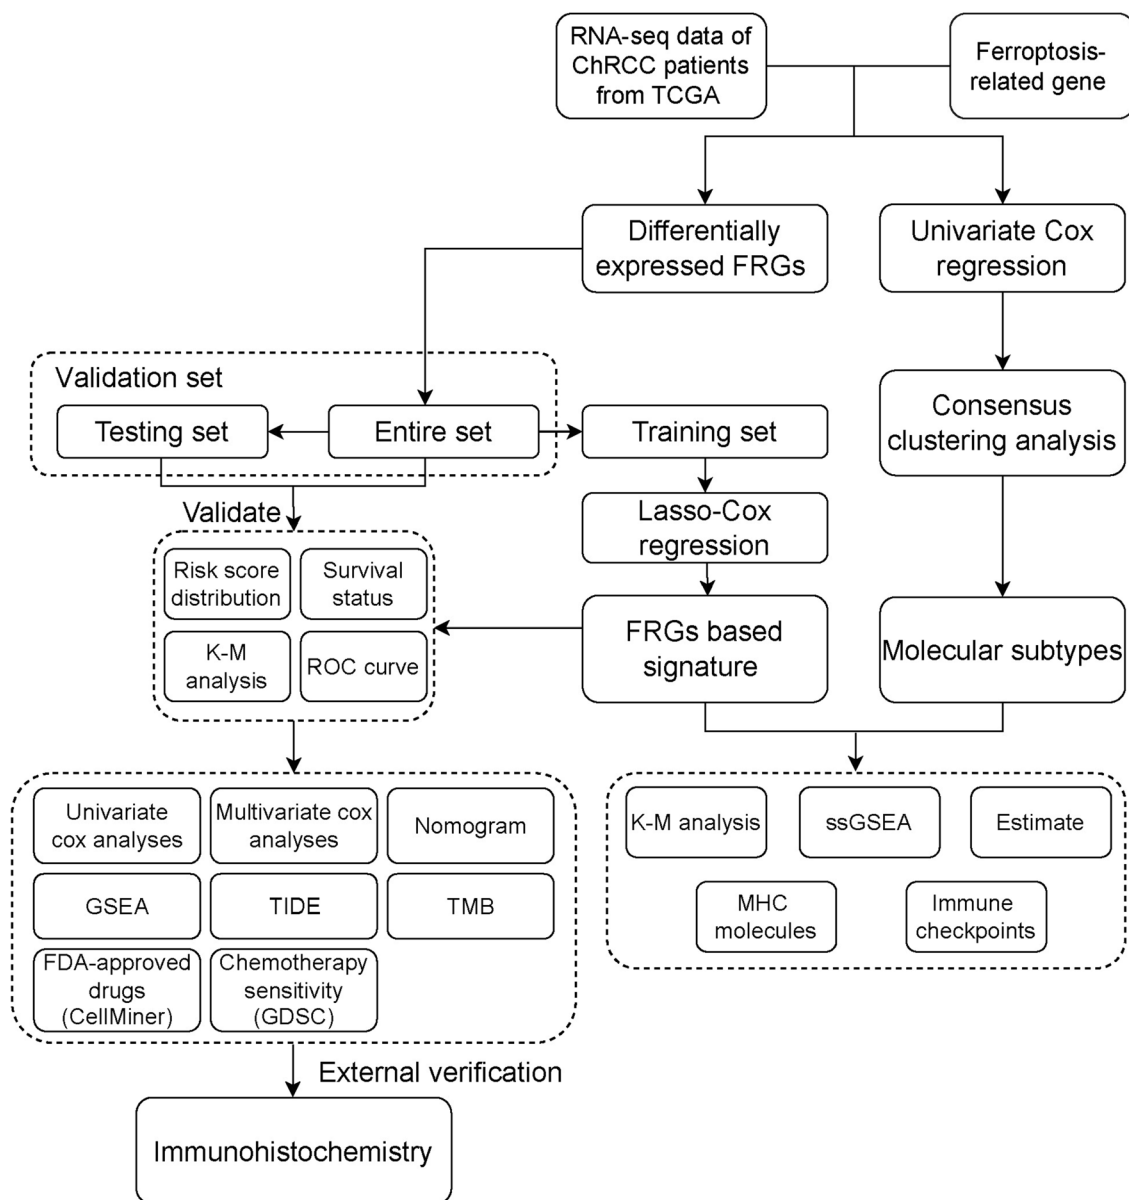 RNA-seq data of
ChRCC patients
from TCGA
Ferroptosis-
related gene
Differentially
expressed FRGs
Univariate Cox
regression
Validation set
Testing set
Entire set
Training set
Consensus
clustering analysis
Validate
Lasso-Cox
regression
Risk score
distribution
Survival
status
K-M
analysis
ROC curve
FRGs based
signature
Molecular subtypes
Univariate
cox analyses
Multivariate cox
analyses
Nomogram
GSEA
TIDE
TMB
FDA-approved
drugs
(CellMiner)
Chemotherapy
sensitivity
(GDSC)
K-M analysis
ssGSEA
Estimate
MHC
molecules
Immune
checkpoints
External verification
Immunohistochemistry